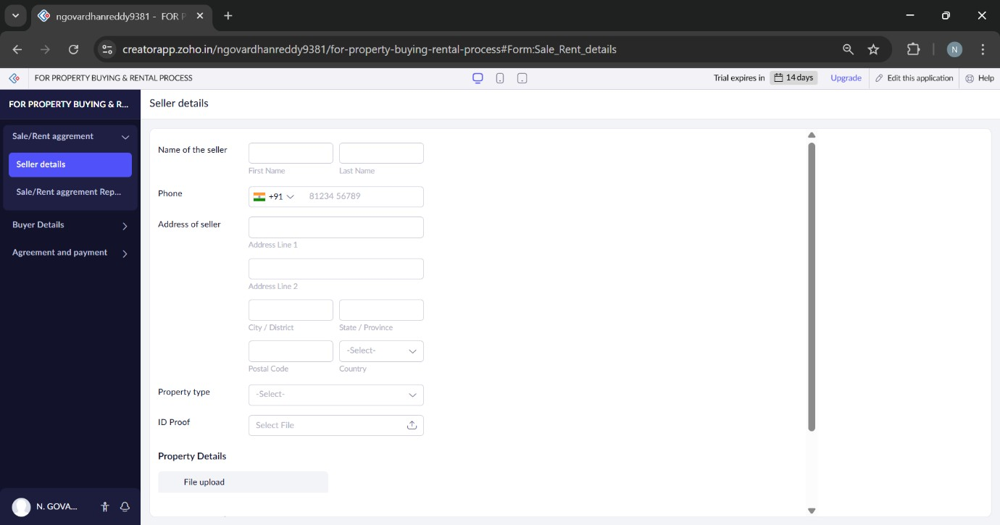 ngovardhanreddy9381 - FOR P
creatorapp.zoho.in/ngovardhanreddy9381/for-property-buying-rental-process#Form:Sale_Rent_details
N
FOR PROPERTY BUYING & RENTAL PROCESS
Trial expires in 14 days Upgrade Edit this application Help
FOR PROPERTY BUYING & R...
Seller details
Sale/Rent aggrement
Seller details
Sale/Rent aggrement Rep...
Buyer Details
Agreement and payment
N. GOVA...
Name of the seller
First Name Last Name
Phone +91 81234 56789
Address of seller
Address Line 1
Address Line 2
City / District State / Province
-Select-
Postal Code Country
Property type -Select-
ID Proof Select File
Property Details
File upload